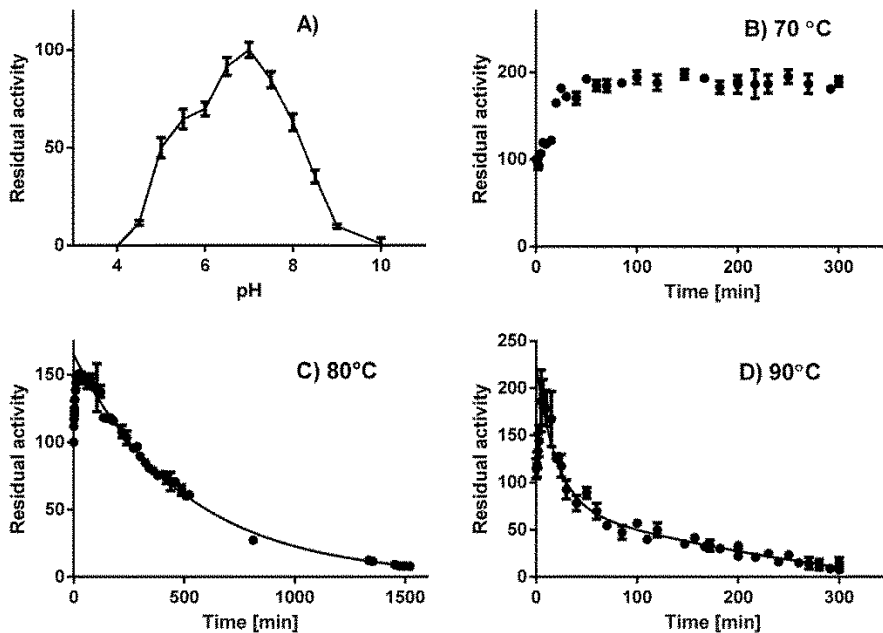 A)
Residual activity
100
50
0
4 6 8 10
pH
B) 70 °C
Residual activity
300
200
100
0
0 100 200 300
Time [min]
C) 80°C
Residual activity
150
100
50
0
0 500 1000 1500
Time [min]
D) 90°C
Residual activity
250
200
150
100
50
0
0 100 200 300
Time [min]